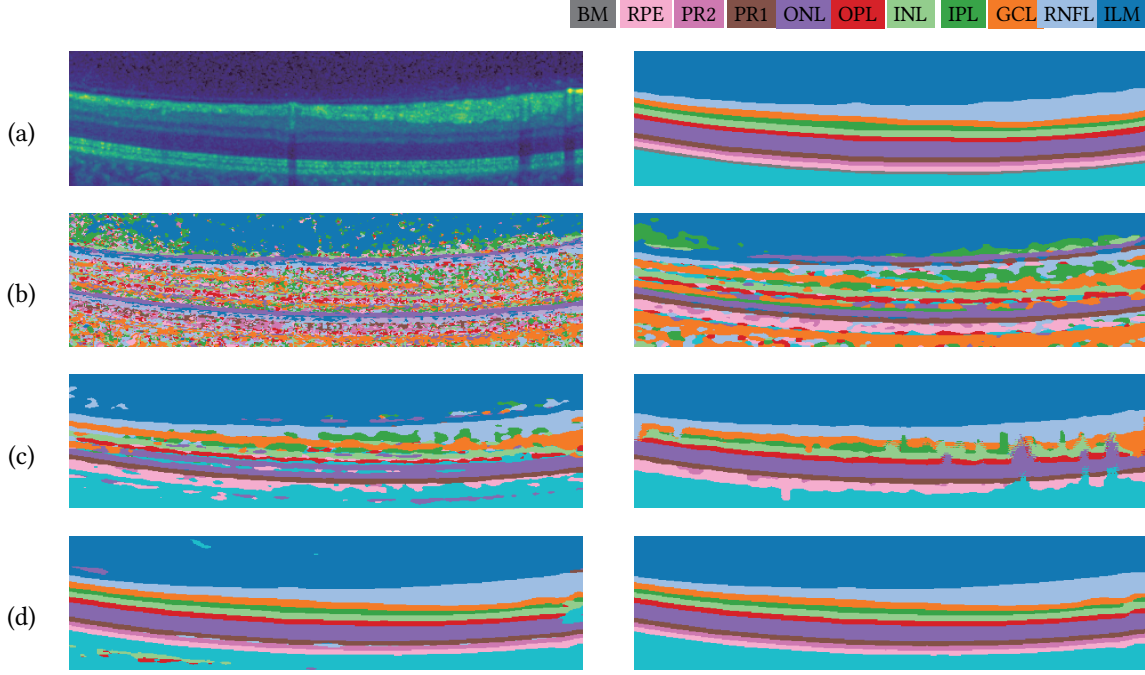 BM RPE PR2 PR1 ONL OPL INL IPL GCL RNFL ILM
(a)
(b)
(c)
(d)